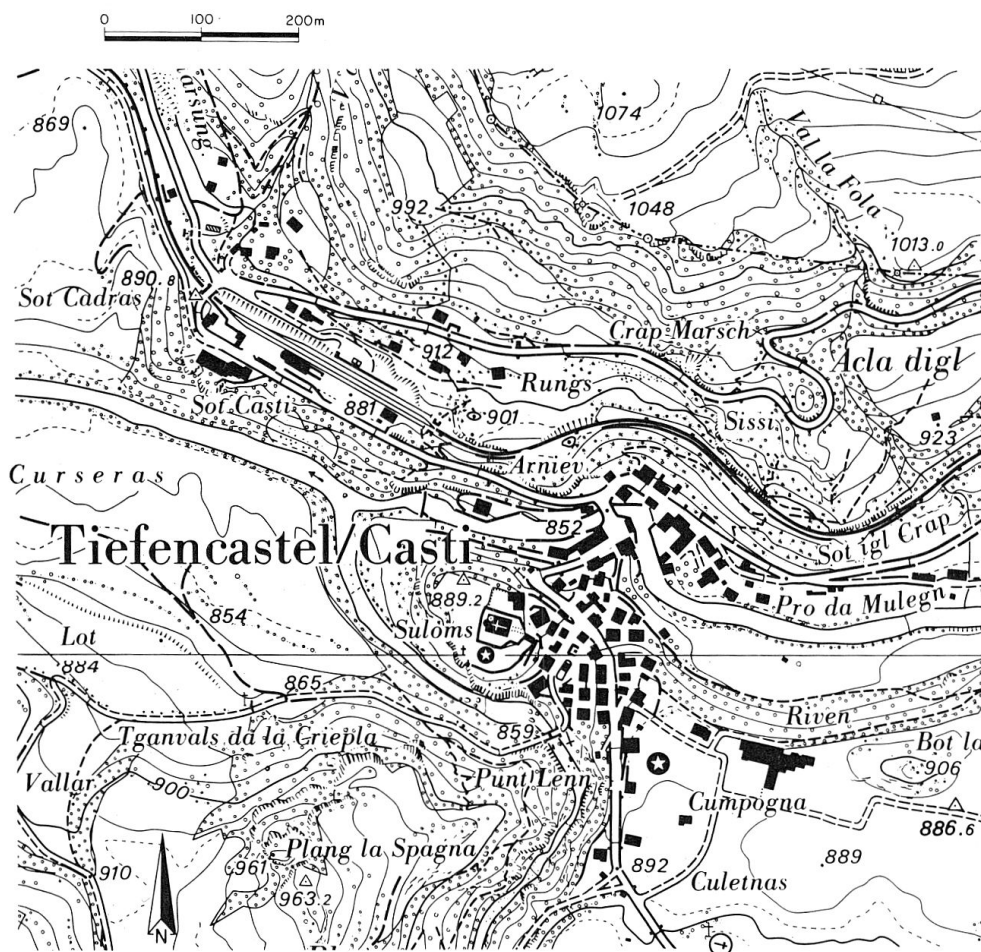 0 100 200m
arsung
869
1074
Val la Fola
992
1048
1013.0
890.8
Sot Cadras
Crap Marsch
912
Acla digl
Rungs
881
901
Sot Casti
Sissi
923
Arniev
Curseras
852
Sot igl Crap
Tiefencastel/Casti
889.2
Pro da Mulegn
854
Suloms
Lot
884
865
Riven
859
Tganvals da la Criepla
Bot la
906
Vallar
900
Punt Lenn
Cumpogna
886.6
Plang la Spagna
889
961
910
892
Culetnas
963.2
N